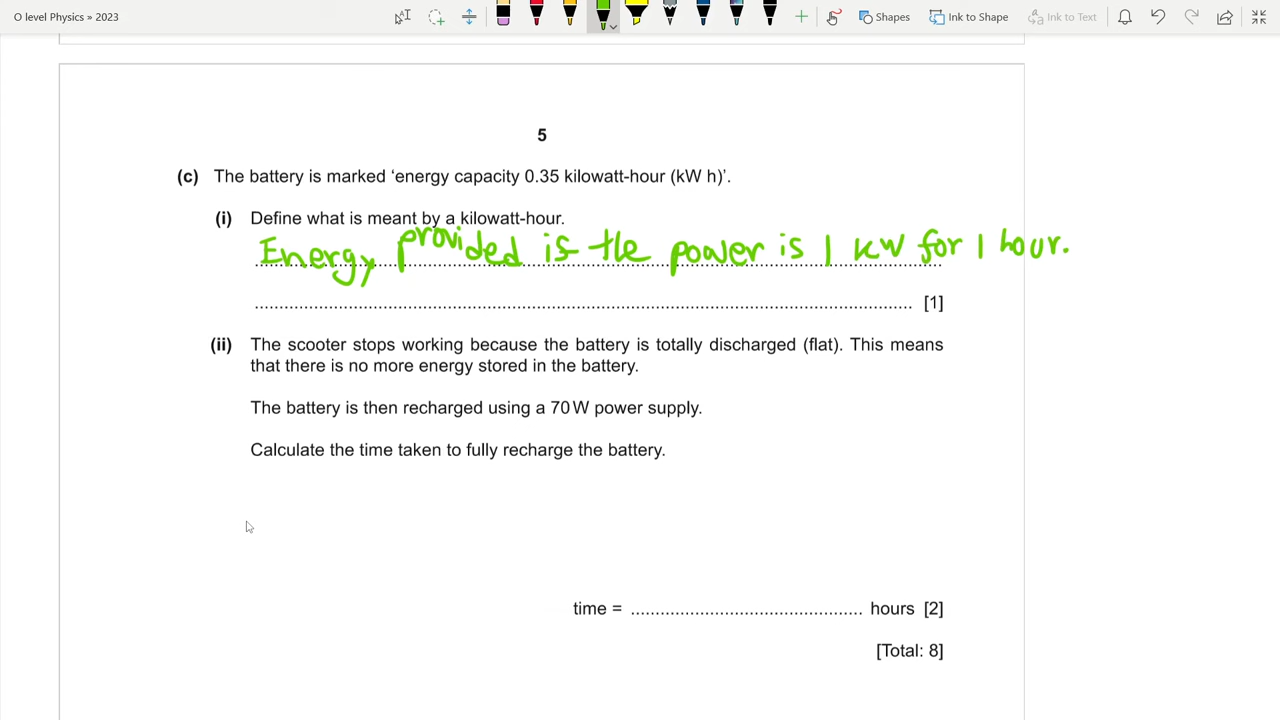 O level Physics » 2023
Shapes
Ink to Shape
Ink to Text
5
(c) The battery is marked ‘energy capacity 0.35 kilowatt-hour (kW h)’.
(i) Define what is meant by a kilowatt-hour.
Energy provided is the power is 1 kW for 1 hour.
[1]
(ii) The scooter stops working because the battery is totally discharged (flat). This means
that there is no more energy stored in the battery.
The battery is then recharged using a 70 W power supply.
Calculate the time taken to fully recharge the battery.
time = .............................................. hours [2]
[Total: 8]